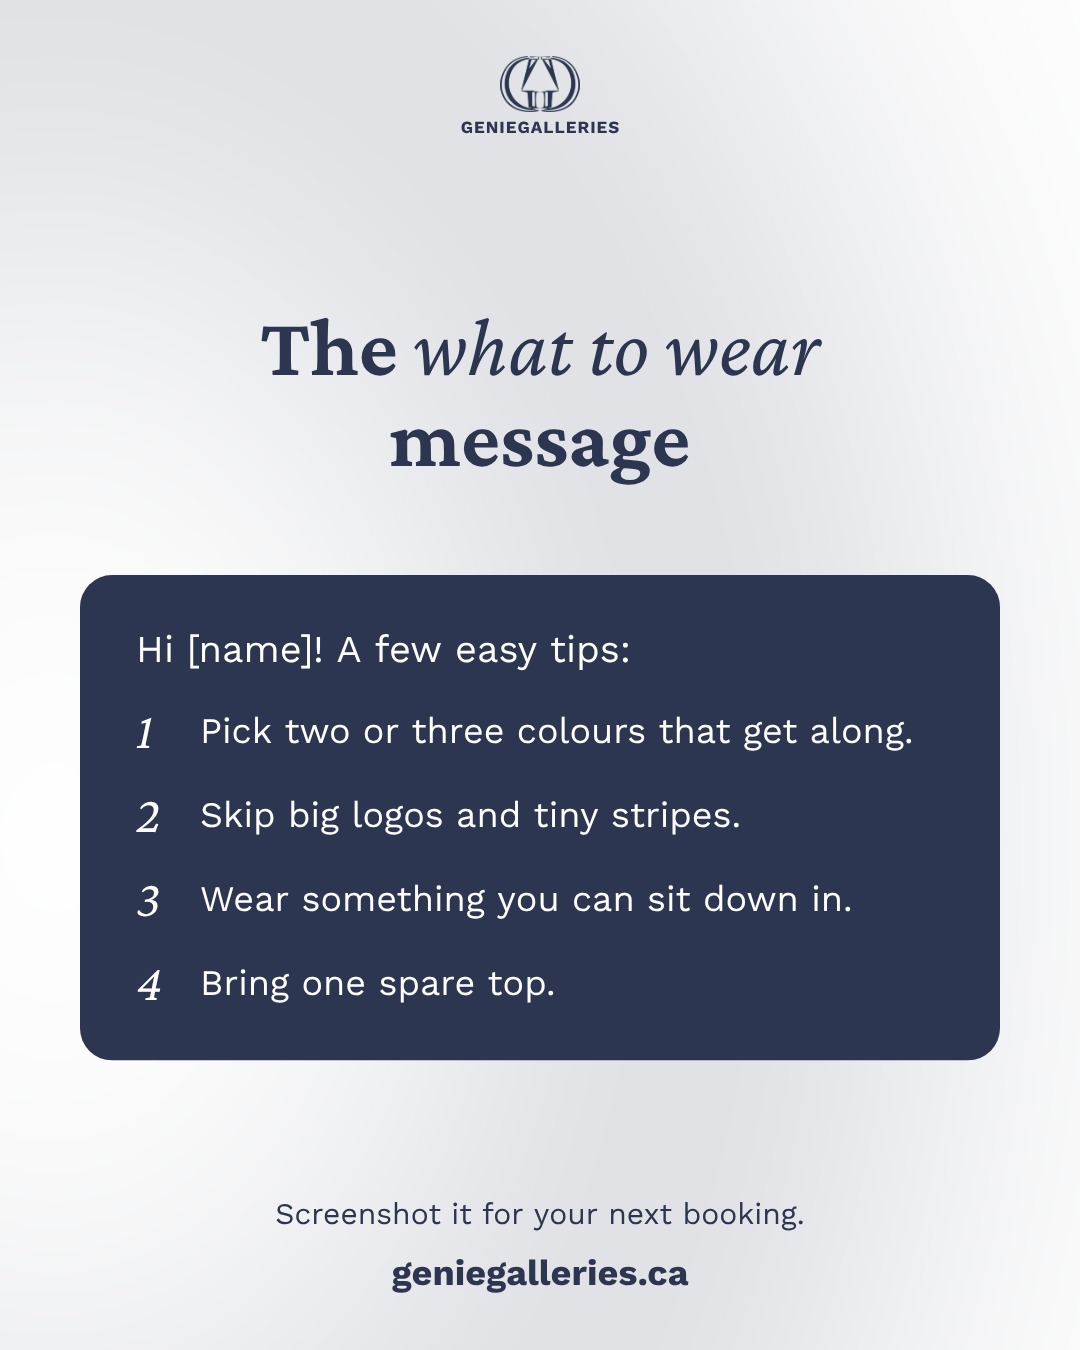 GENIEGALLERIES
The what to wear
message
Hi [name]! A few easy tips:
1 Pick two or three colours that get along.
2 Skip big logos and tiny stripes.
3 Wear something you can sit down in.
4 Bring one spare top.
Screenshot it for your next booking.
geniegalleries.ca